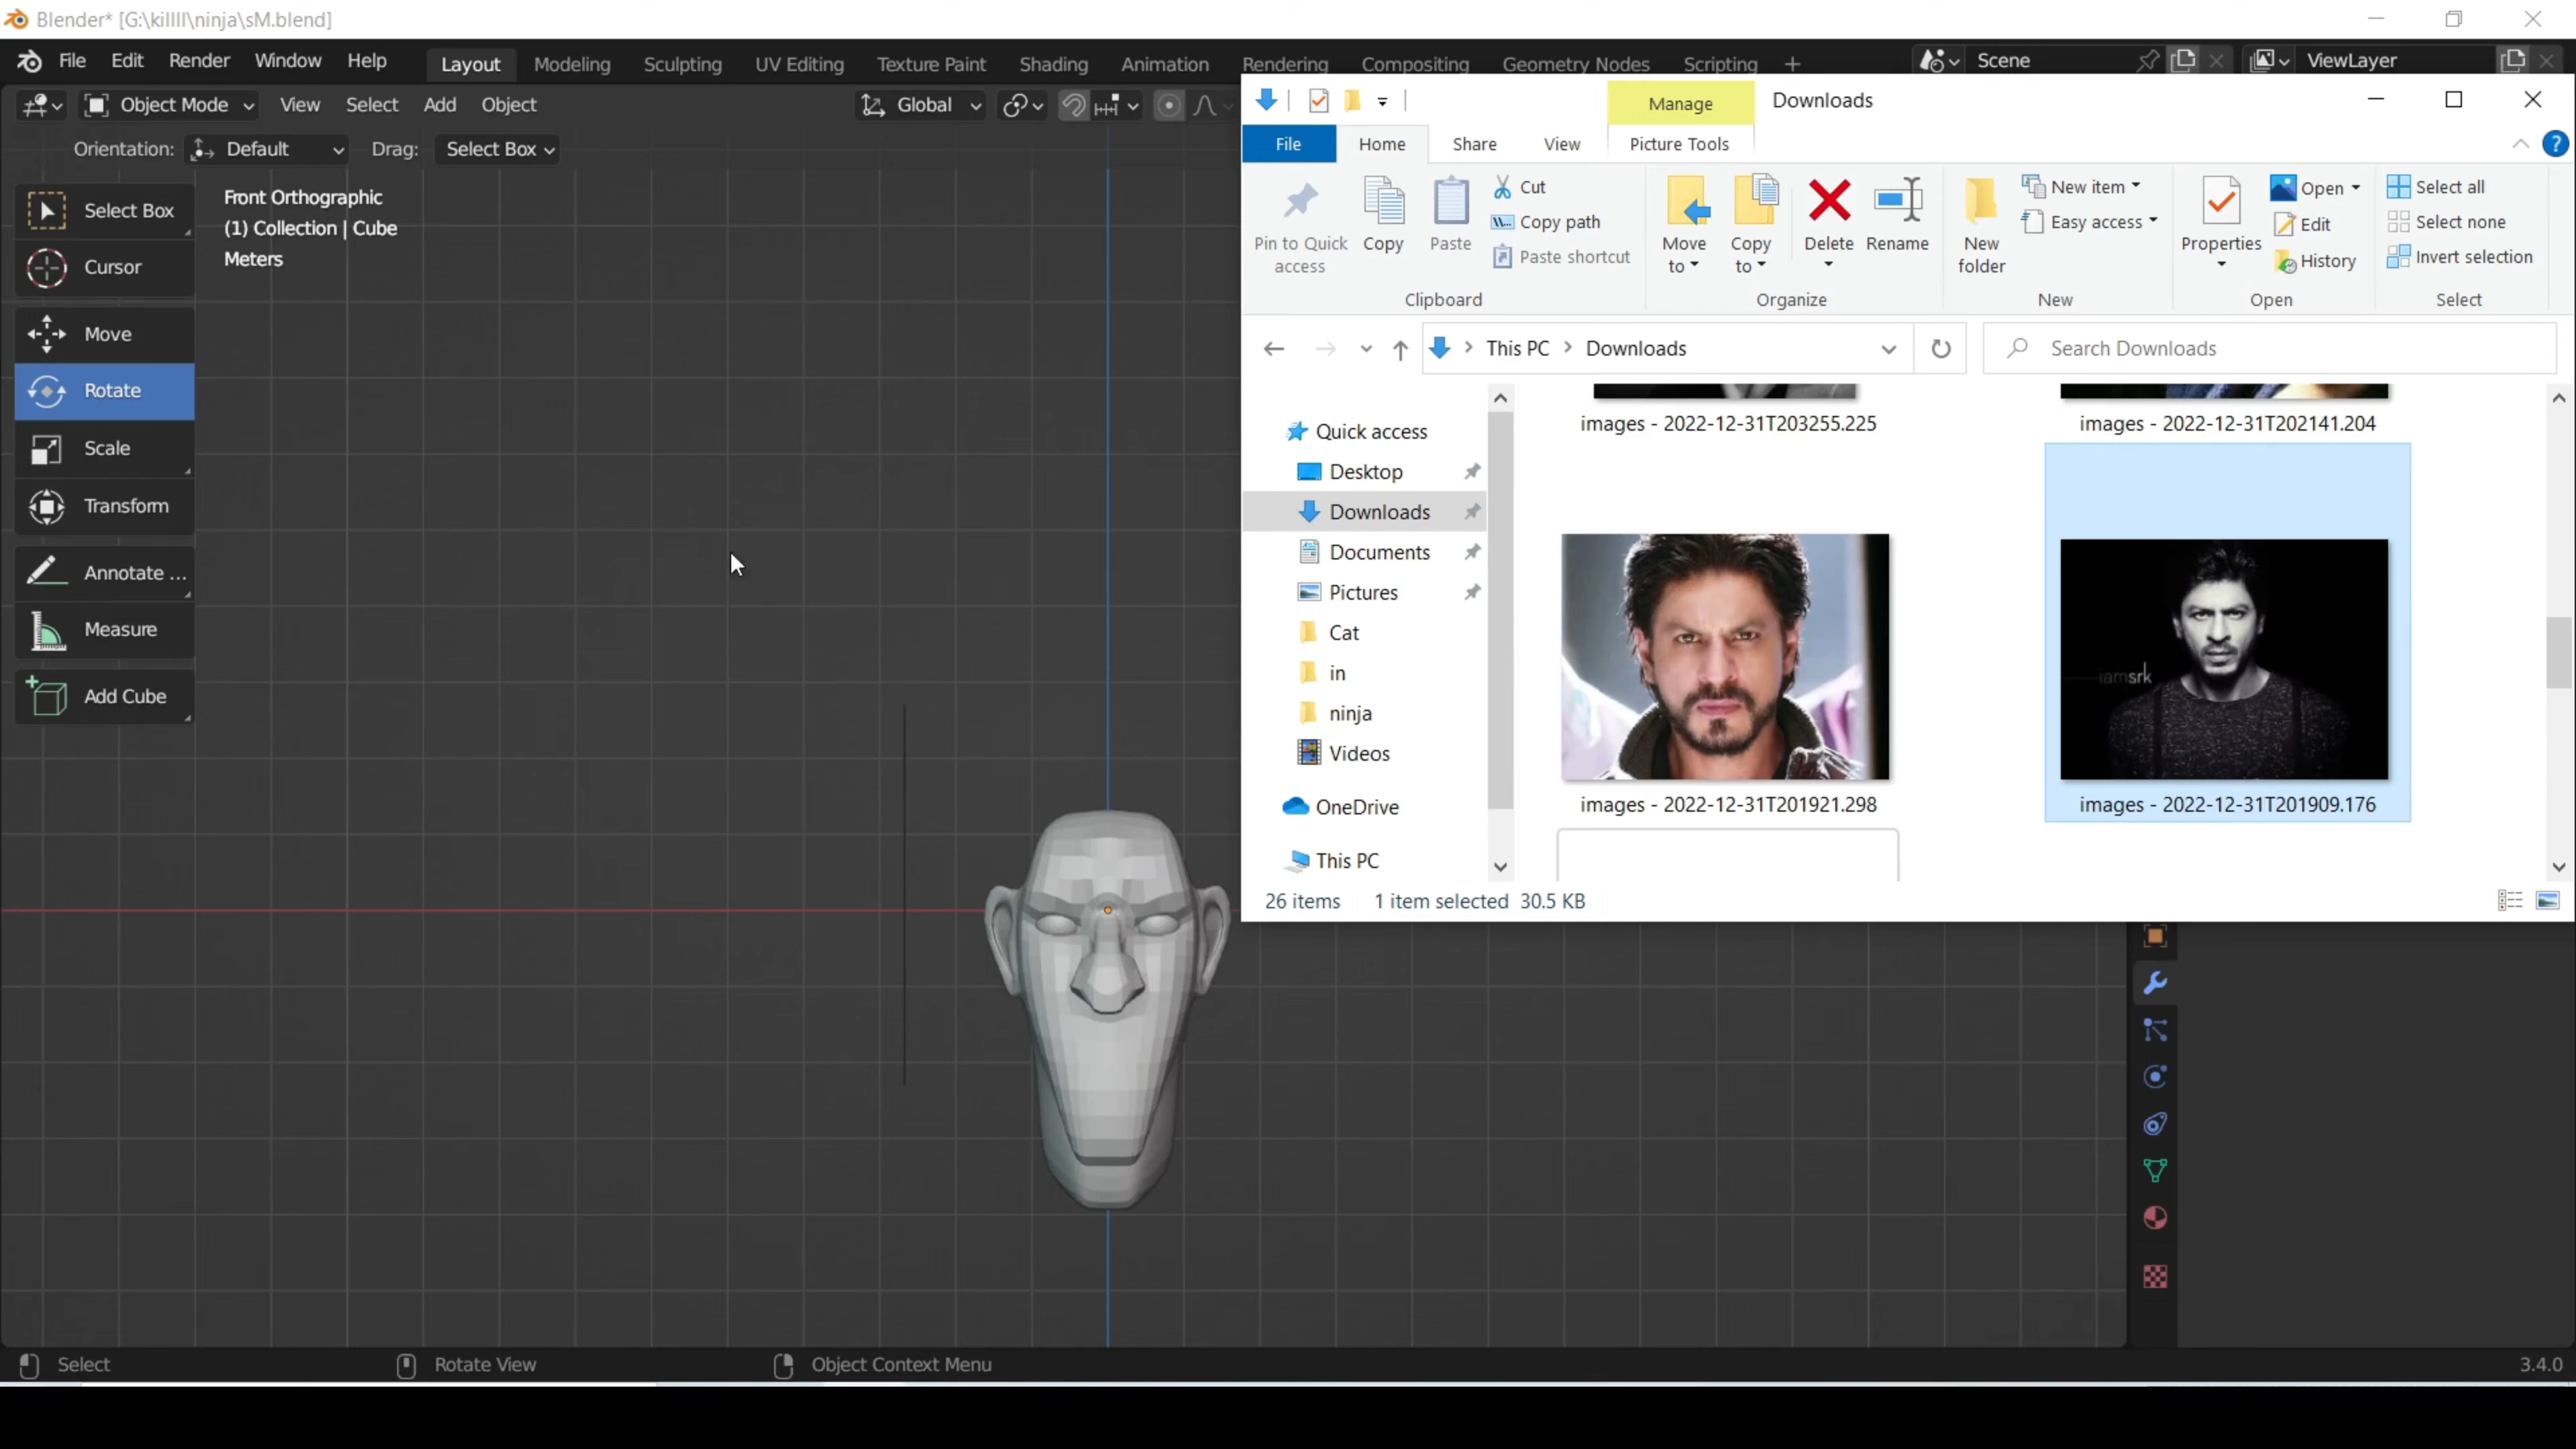 Blender* [G:\killll\ninja\sM.blend]
File Edit Render Window Help Layout Modeling Sculpting UV Editing Texture Paint Shading Animation Rendering Compositing Geometry Nodes Scripting + Scene ViewLayer
Object Mode View Select Add Object Global
Orientation: Default Drag: Select Box
Select Box
Cursor
Move
Rotate
Scale
Transform
Annotate ...
Measure
Add Cube
Front Orthographic
(1) Collection | Cube
Meters
Manage Downloads
File Home Share View Picture Tools
Pin to Quick access
Copy
Paste
Cut
Copy path
Paste shortcut
Clipboard
Move to
Copy to
Delete
Rename
Organize
New folder
New item
Easy access
New
Properties
Open
Edit
History
Open
Select all
Select none
Invert selection
Select
This PC > Downloads
Search Downloads
Quick access
Desktop
Downloads
Documents
Pictures
Cat
in
ninja
Videos
OneDrive
This PC
images - 2022-12-31T203255.225
images - 2022-12-31T202141.204
iamsrk
images - 2022-12-31T201921.298
images - 2022-12-31T201909.176
26 items 1 item selected 30.5 KB
Select Rotate View Object Context Menu 3.4.0